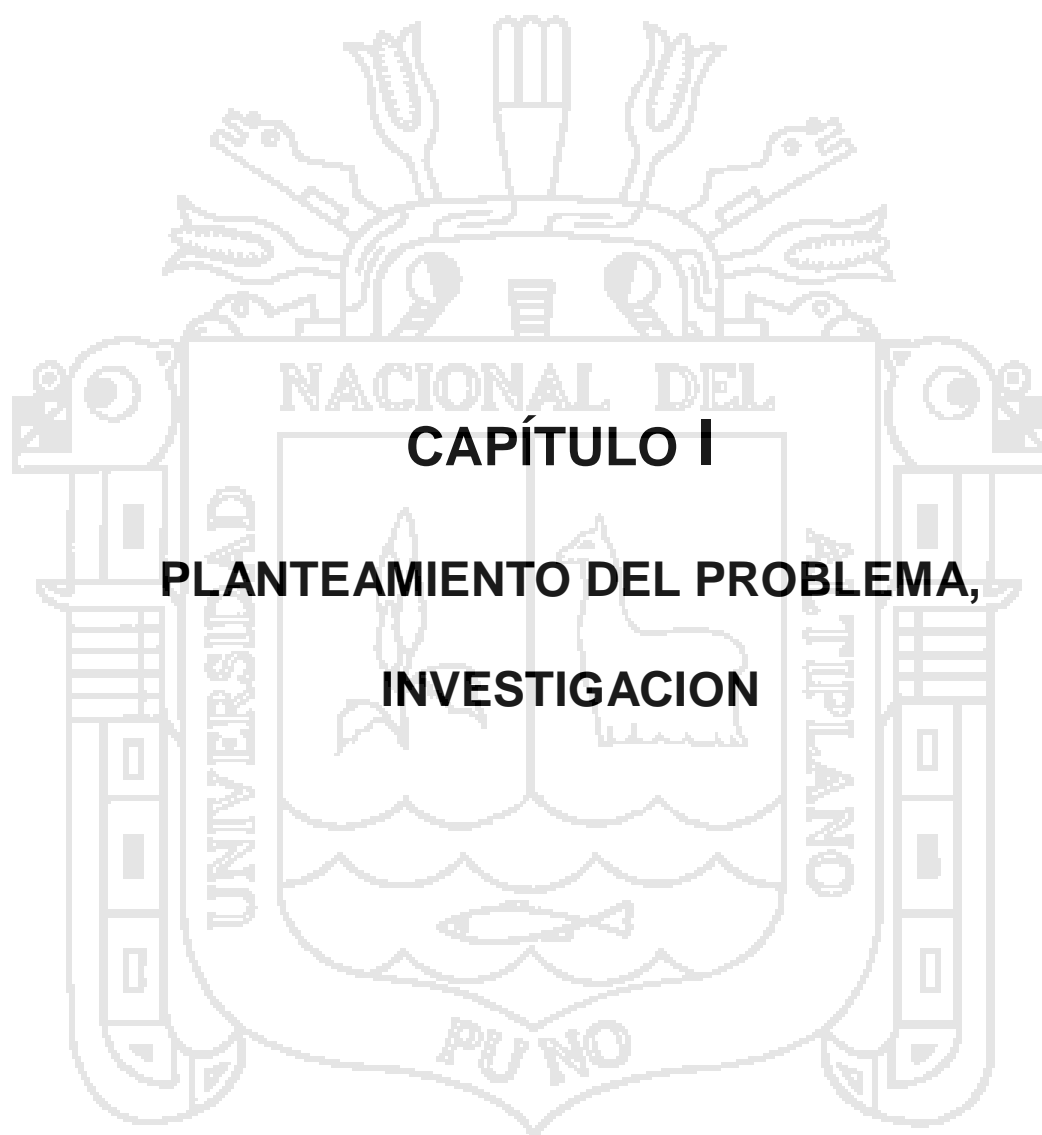 NACIONAL DEL
CAPÍTULO I
UNIVERSIDAD
ALTIPLANO
PLANTEAMIENTO DEL PROBLEMA,
INVESTIGACION
PUNO